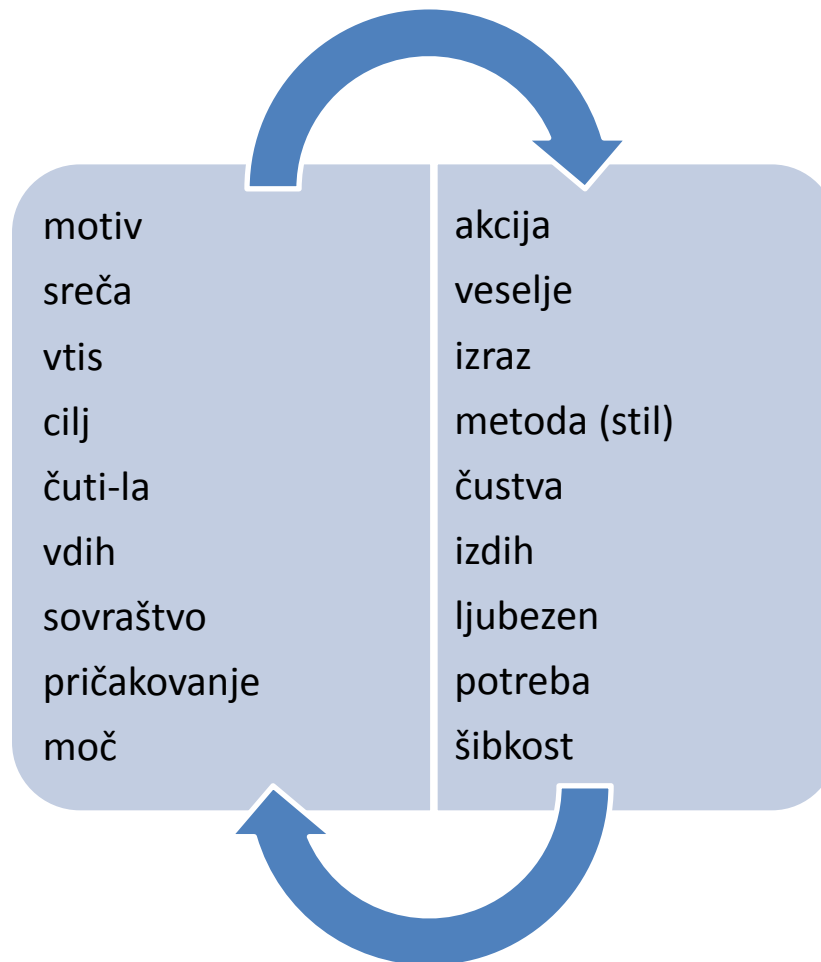 motiv
sreča
vtis
cilj
čuti-la
vdih
sovraštvo
pričakovanje
moč
akcija
veselje
izraz
metoda (stil)
čustva
izdih
ljubezen
potreba
šibkost